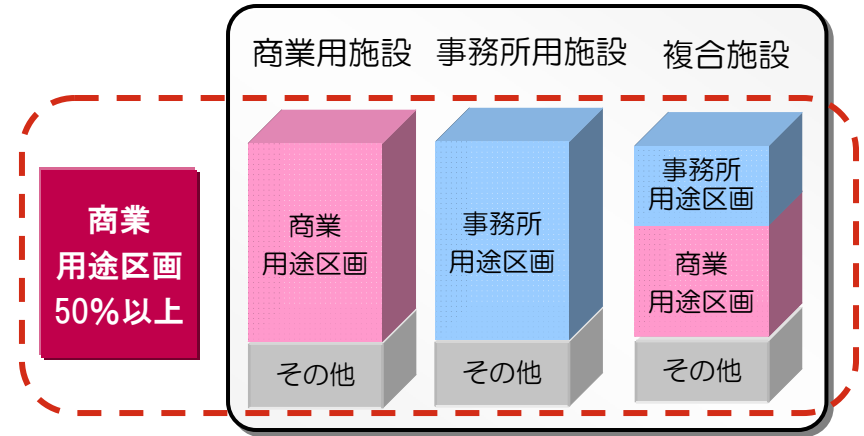 商業用施設
事務所用施設
複合施設
商業
用途区画
50%以上
商業
用途区画
その他
事務所
用途区画
その他
事務所
用途区画
商業
用途区画
その他